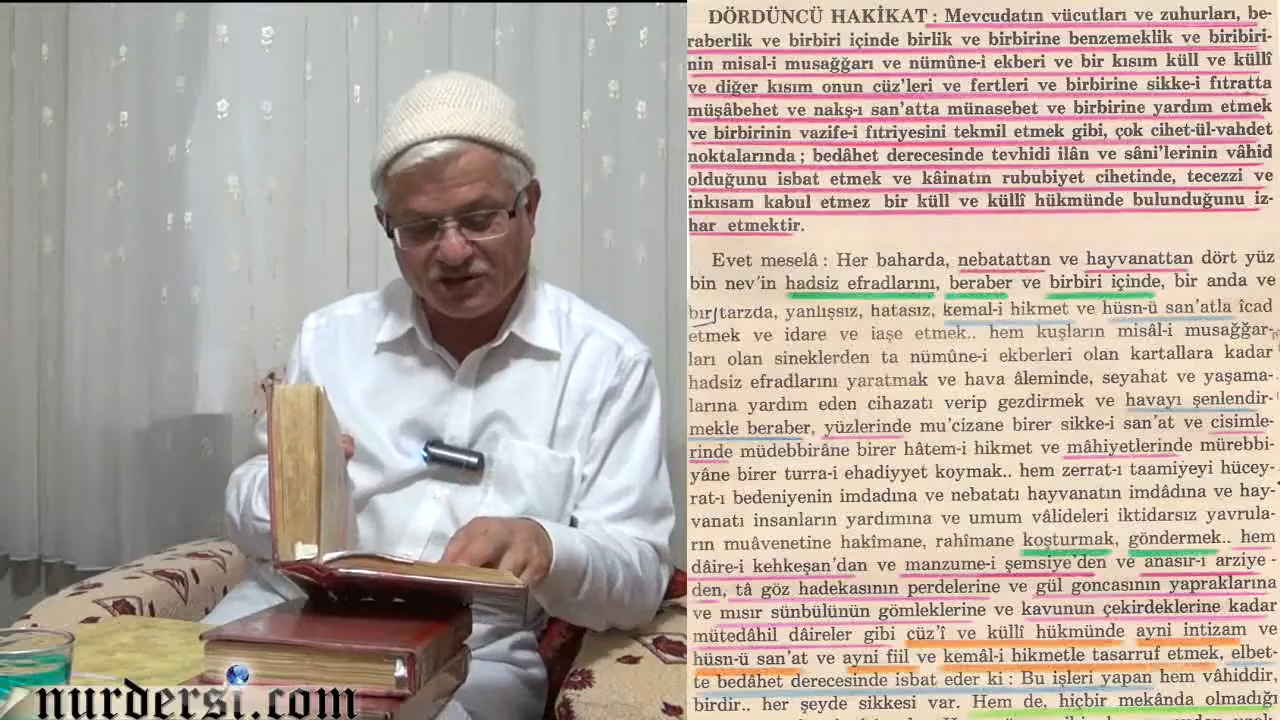 DÖRDÜNCÜ HAKİKAT : Mevcudatın vücutları ve zuhurları, be-
raberlik ve birbiri içinde birlik ve birbirine benzemeklik ve biribiri-
nin misal-i musağğarı ve nümûne-i ekberi ve bir kısım küll ve küllî
ve diğer kısım onun cüz'leri ve fertleri ve birbirine sikke-i fıtratta
müşâbehet ve nakş-ı san'atta münasebet ve birbirine yardım etmek
ve birbirinin vazife-i fıtriyesini tekmil etmek gibi, çok cihet-ül-vahdet
noktalarında ; bedâhet derecesinde tevhidi ilân ve sâni'lerinin vâhid
olduğunu isbat etmek ve kâinatın rububiyet cihetinde, tecezzi ve
inkısam kabul etmez bir küll ve küllî hükmünde bulunduğunu iz-
har etmektir.
Evet meselâ : Her baharda, nebatattan ve hayvanattan dört yüz
bin nev'in hadsiz efradlarını, beraber ve birbiri içinde, bir anda ve
bir tarzda, yanlışsız, hatasız, kemal-i hikmet ve hüsn-ü san'atla îcad
etmek ve idare ve iaşe etmek.. hem kuşların misâl-i musağğar-
ları olan sineklerden ta nümûne-i ekberleri olan kartallara kadar
hadsiz efradlarını yaratmak ve hava âleminde, seyahat ve yaşama-
larına yardım eden cihazatı verip gezdirmek ve havayı şenlendir-
mekle beraber, yüzlerinde mu'cizane birer sikke-i san'at ve cisimle-
rinde müdebbirâne birer hâtem-i hikmet ve mâhiyetlerinde mürebbi-
yâne birer turra-i ehadiyyet koymak.. hem zerrat-ı taamiyeyi hücey-
rat-ı bedeniyenin imdadına ve nebatatı hayvanatın imdâdına ve hay-
vanatı insanların yardımına ve umum vâlideleri iktidarsız yavrula-
rın muâvenetine hakîmane, rahîmane koşturmak, göndermek.. hem
dâire-i kehkeşan'dan ve manzume-i şemsiye'den ve anasır-ı arziye-
den, tâ göz hadekasının perdelerine ve gül goncasının yapraklarına
ve mısır sünbülünün gömleklerine ve kavunun çekirdeklerine kadar
mütedâhil dâireler gibi cüz'î ve küllî hükmünde ayni intizam ve
hüsn-ü san'at ve ayni fiil ve kemâl-i hikmetle tasarruf etmek, elbet-
te bedâhet derecesinde isbat eder ki : Bu işleri yapan hem vâhiddir,
birdir.. her şeyde sikkesi var. Hem de, hiçbir mekânda olmadığı
nurdersi.com